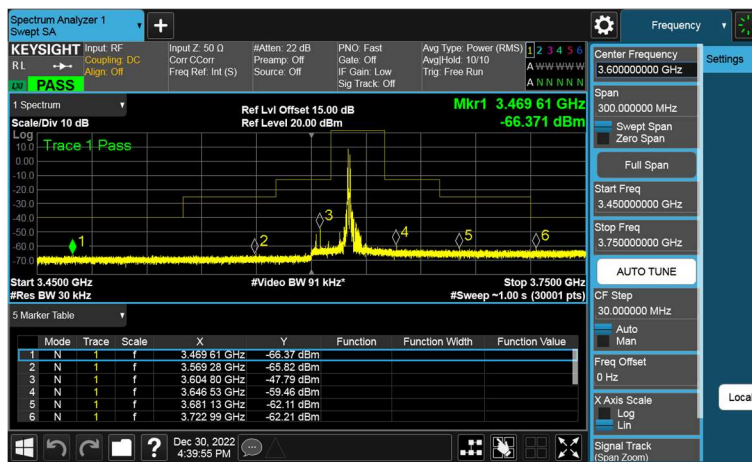 Spectrum Analyzer 1
Swept SA
Frequency
KEYSIGHT
RL
LXI PASS
Input: RF
Coupling: DC
Align: Off
Input Z: 50 Ω
Corr CCorr
Freq Ref: Int (S)
#Atten: 22 dB
Preamp: Off
Source: Off
PNO: Fast
Gate: Off
IF Gain: Low
Sig Track: Off
Avg Type: Power (RMS)
Avg|Hold: 10/10
Trig: Free Run
1 2 3 4 5 6
A W W W W W
A N N N N N
1 Spectrum
Scale/Div 10 dB
Ref Lvl Offset 15.00 dB
Ref Level 20.00 dBm
Mkr1 3.469 61 GHz
-66.371 dBm
Log
Trace 1 Pass
10.0
0.00
-10.0
-20.0
-30.0
-40.0
-50.0
-60.0
-70.0
1
2
3
4
5
6
Start 3.4500 GHz
#Res BW 30 kHz
#Video BW 91 kHz*
Stop 3.7500 GHz
#Sweep ~1.00 s (30001 pts)
5 Marker Table
Mode Trace Scale X Y Function Function Width Function Value
1 N 1 f 3.469 61 GHz -66.37 dBm
2 N 1 f 3.569 28 GHz -65.82 dBm
3 N 1 f 3.604 80 GHz -47.79 dBm
4 N 1 f 3.646 53 GHz -59.46 dBm
5 N 1 f 3.681 13 GHz -62.11 dBm
6 N 1 f 3.722 99 GHz -62.21 dBm
?
Dec 30, 2022
4:39:55 PM
Center Frequency
3.600000000 GHz
Settings
Span
300.000000 MHz
Swept Span
Zero Span
Full Span
Start Freq
3.450000000 GHz
Stop Freq
3.750000000 GHz
AUTO TUNE
CF Step
30.000000 MHz
Auto
Man
Freq Offset
0 Hz
X Axis Scale
Log
Lin
Local
Signal Track
(Span Zoom)